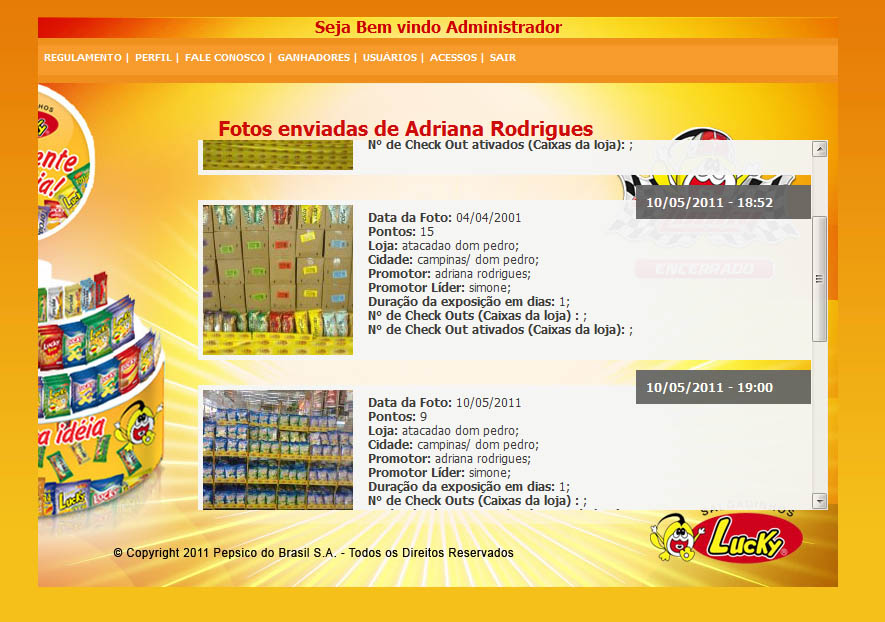 Seja Bem vindo Administrador
REGULAMENTO | PERFIL | FALE CONOSCO | GANHADORES | USUÁRIOS | ACESSOS | SAIR
Fotos enviadas de Adriana Rodrigues
Nº de Check Out ativados (Caixas da loja): ;
10/05/2011 - 18:52
Data da Foto: 04/04/2001
Pontos: 15
Loja: atacadao dom pedro;
Cidade: campinas/ dom pedro;
Promotor: adriana rodrigues;
Promotor Líder: simone;
Duração da exposição em dias: 1;
Nº de Check Outs (Caixas da loja) : ;
Nº de Check Out ativados (Caixas da loja): ;
ENCERRADO
10/05/2011 - 19:00
Data da Foto: 10/05/2011
Pontos: 9
Loja: atacadao dom pedro;
Cidade: campinas/ dom pedro;
Promotor: adriana rodrigues;
Promotor Líder: simone;
Duração da exposição em dias: 1;
Nº de Check Outs (Caixas da loja) : ;
a idéia
Lucky
LUCKY
© Copyright 2011 Pepsico do Brasil S.A. - Todos os Direitos Reservados